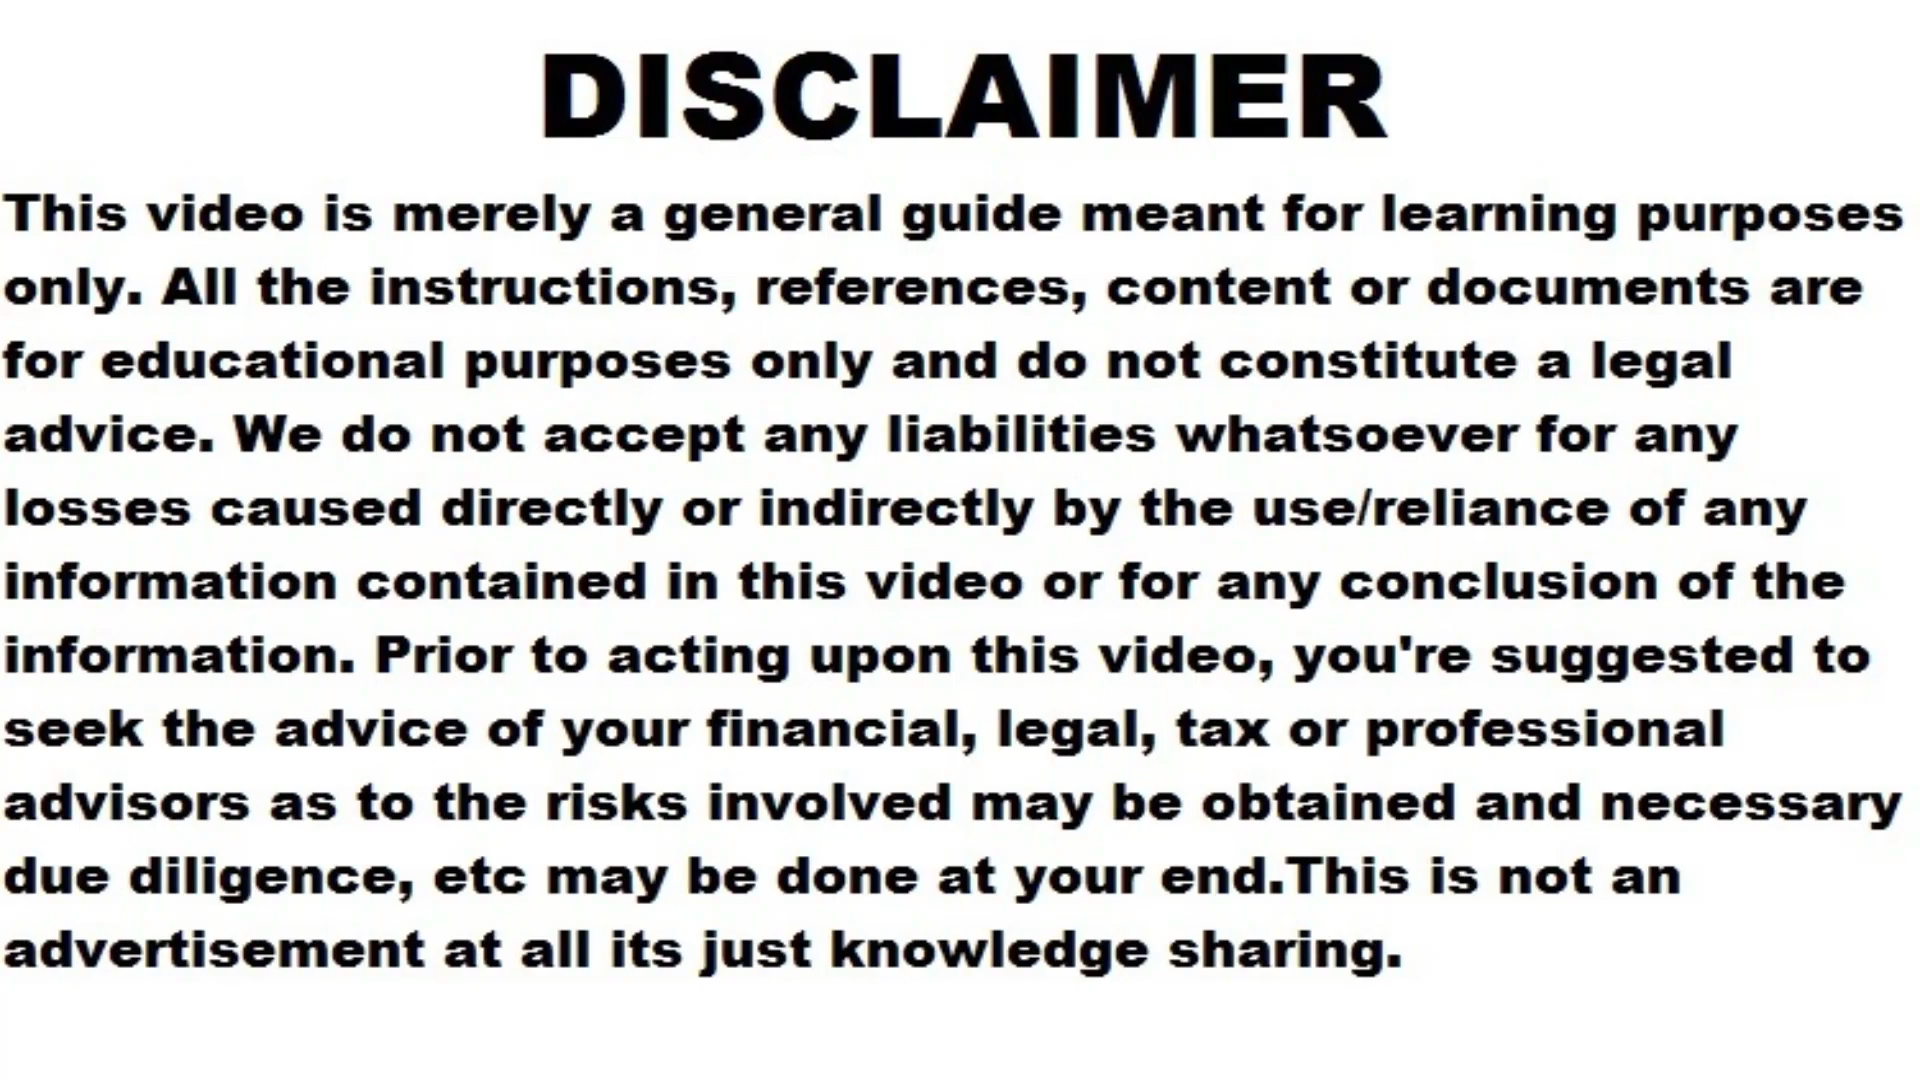 DISCLAIMER
This video is merely a general guide meant for learning purposes
only. All the instructions, references, content or documents are
for educational purposes only and do not constitute a legal
advice. We do not accept any liabilities whatsoever for any
losses caused directly or indirectly by the use/reliance of any
information contained in this video or for any conclusion of the
information. Prior to acting upon this video, you're suggested to
seek the advice of your financial, legal, tax or professional
advisors as to the risks involved may be obtained and necessary
due diligence, etc may be done at your end.This is not an
advertisement at all its just knowledge sharing.